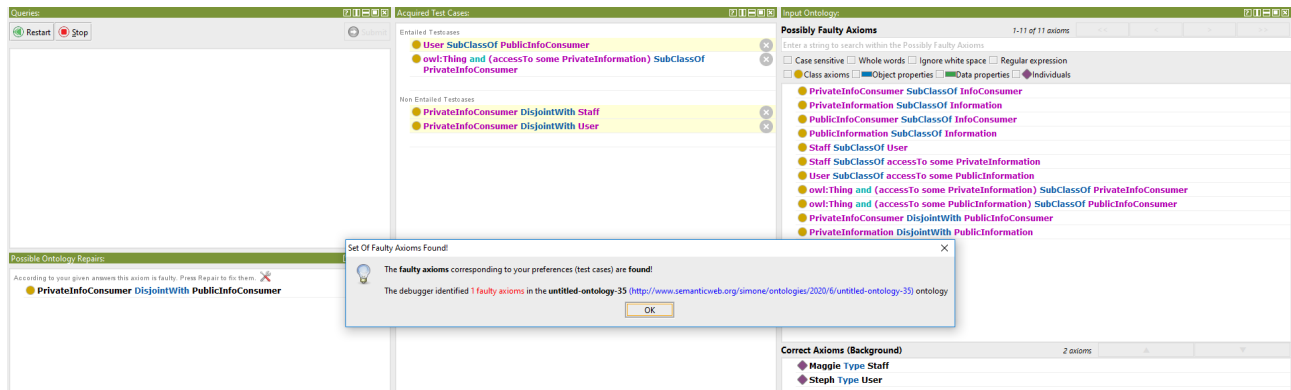 Queries:
Restart Stop
Submit
Acquired Test Cases:
Entailed Testcases
User SubClassOf PublicInfoConsumer
owl:Thing and (accessTo some PrivateInformation) SubClassOf
PrivateInfoConsumer
Non Entailed Testcases
PrivateInfoConsumer DisjointWith Staff
PrivateInfoConsumer DisjointWith User
Input Ontology:
Possibly Faulty Axioms 1-11 of 11 axioms << < > >>
Enter a string to search within the Possibly Faulty Axioms
Case sensitive Whole words Ignore white space Regular expression
Class axioms Object properties Data properties Individuals
PrivateInfoConsumer SubClassOf InfoConsumer
PrivateInformation SubClassOf Information
PublicInfoConsumer SubClassOf InfoConsumer
PublicInformation SubClassOf Information
Staff SubClassOf User
Staff SubClassOf accessTo some PrivateInformation
User SubClassOf accessTo some PublicInformation
owl:Thing and (accessTo some PrivateInformation) SubClassOf PrivateInfoConsumer
owl:Thing and (accessTo some PublicInformation) SubClassOf PublicInfoConsumer
PrivateInfoConsumer DisjointWith PublicInfoConsumer
PrivateInformation DisjointWith PublicInformation
Set Of Faulty Axioms Found!
The faulty axioms corresponding to your preferences (test cases) are found!
The debugger identified 1 faulty axioms in the untitled-ontology-35 (http://www.semanticweb.org/simone/ontologies/2020/6/untitled-ontology-35) ontology
OK
Possible Ontology Repairs:
According to your given answers this axiom is faulty. Press Repair to fix them.
PrivateInfoConsumer DisjointWith PublicInfoConsumer
Correct Axioms (Background) 2 axioms
Maggie Type Staff
Steph Type User